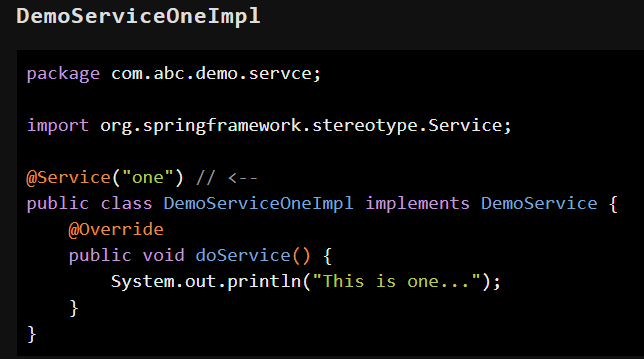 DemoServiceOneImpl
package com.abc.demo.servce;
import org.springframework.stereotype.Service;
@Service("one") // <--
public class DemoServiceOneImpl implements DemoService {
@Override
public void doService() {
System.out.println("This is one...");
}
}